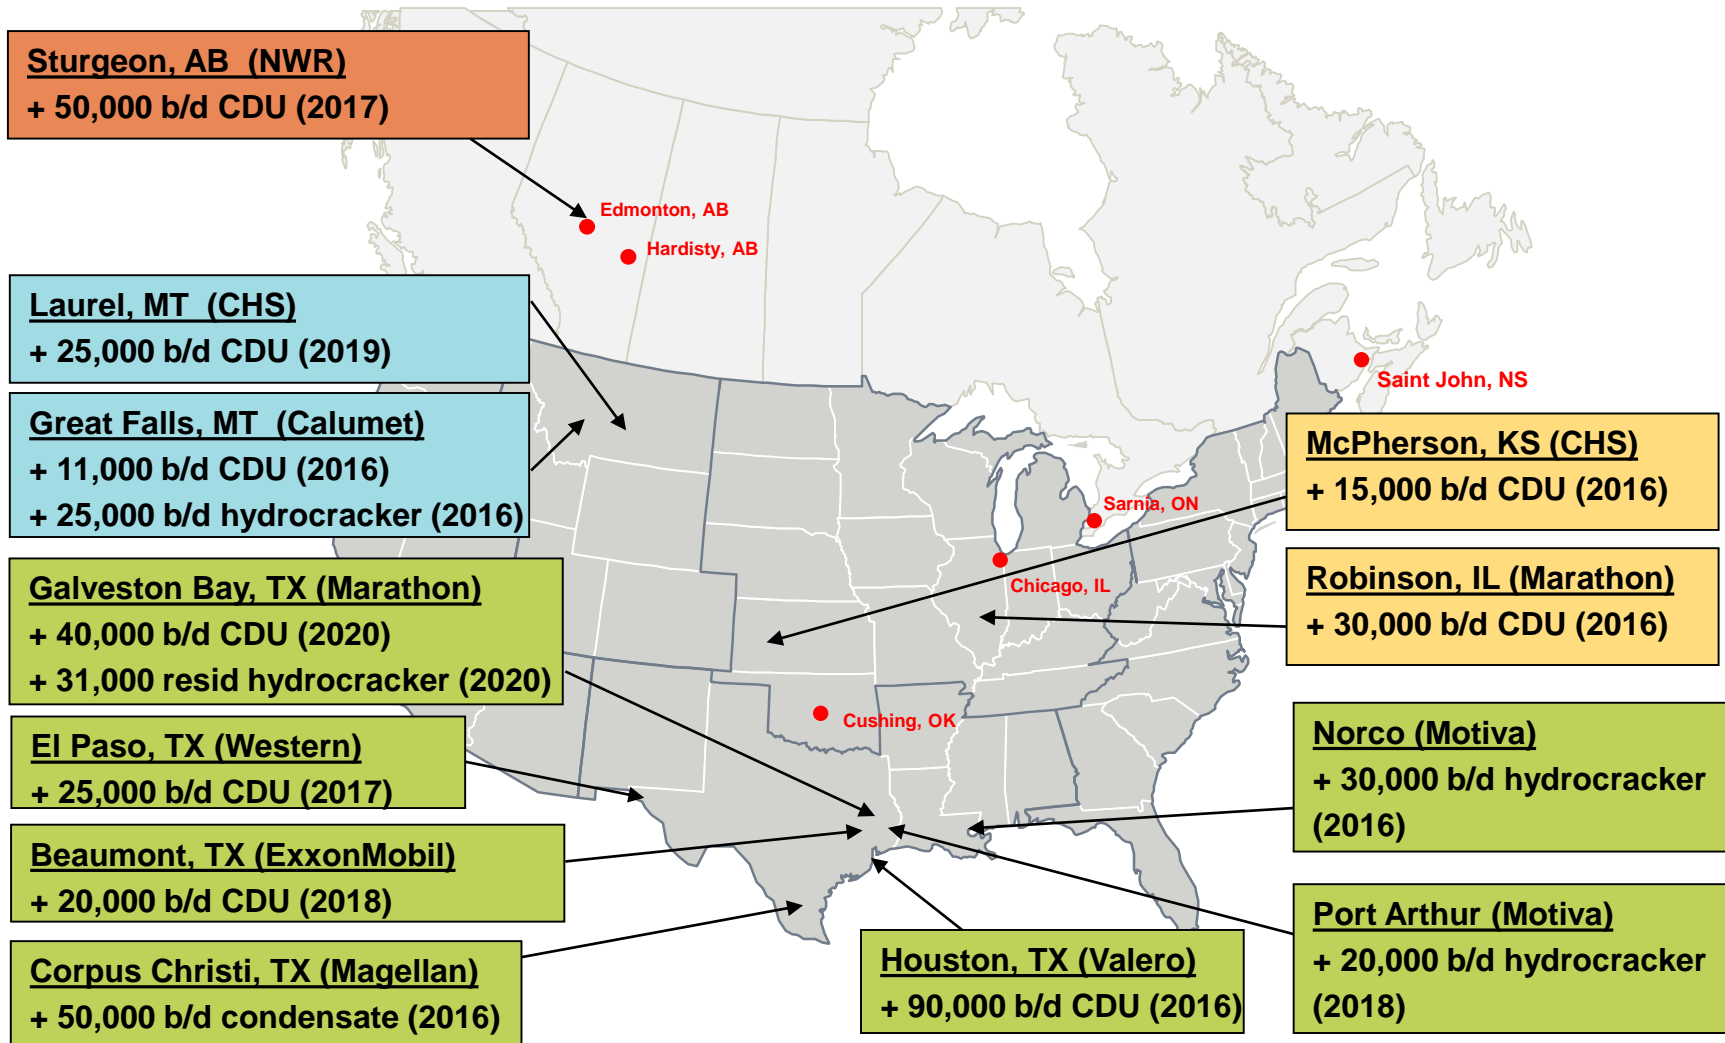 Sturgeon, AB (NWR)
+ 50,000 b/d CDU (2017)
Edmonton, AB
Hardisty, AB
Laurel, MT (CHS)
+ 25,000 b/d CDU (2019)
Great Falls, MT (Calumet)
+ 11,000 b/d CDU (2016)
+ 25,000 b/d hydrocracker (2016)
Galveston Bay, TX (Marathon)
+ 40,000 b/d CDU (2020)
+ 31,000 resid hydrocracker (2020)
El Paso, TX (Western)
+ 25,000 b/d CDU (2017)
Beaumont, TX (ExxonMobil)
+ 20,000 b/d CDU (2018)
Corpus Christi, TX (Magellan)
+ 50,000 b/d condensate (2016)
Saint John, NS
Sarnia, ON
Chicago, IL
Cushing, OK
McPherson, KS (CHS)
+ 15,000 b/d CDU (2016)
Robinson, IL (Marathon)
+ 30,000 b/d CDU (2016)
Norco (Motiva)
+ 30,000 b/d hydrocracker
(2016)
Port Arthur (Motiva)
+ 20,000 b/d hydrocracker
(2018)
Houston, TX (Valero)
+ 90,000 b/d CDU (2016)